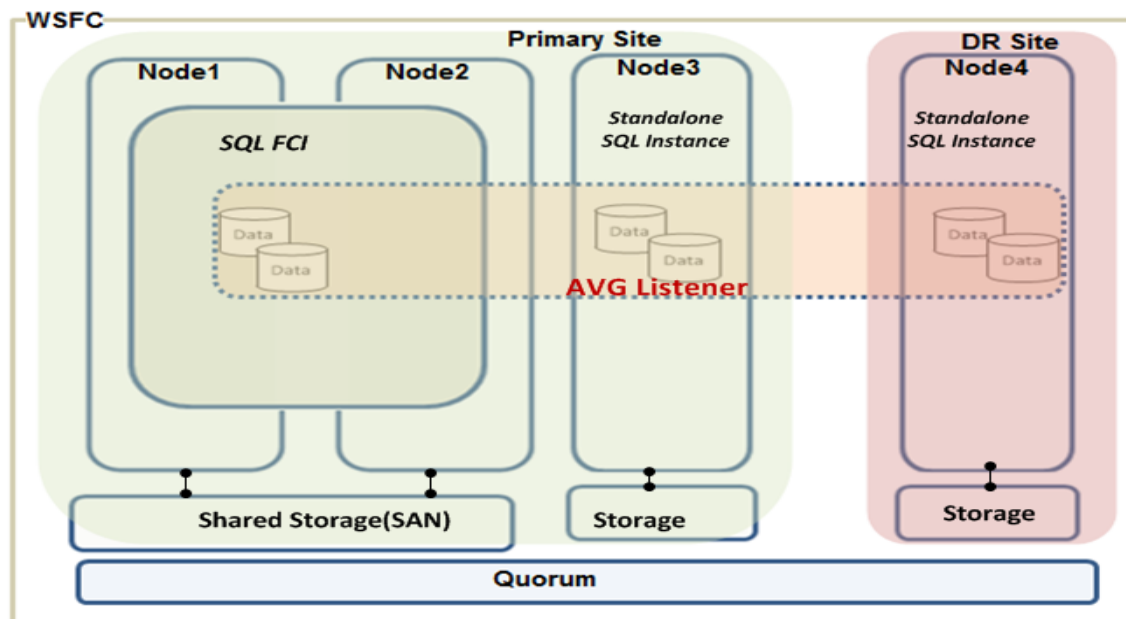 WSFC
Primary Site
DR Site
Node1
Node2
Node3
Node4
SQL FCI
Standalone
SQL Instance
Standalone
SQL Instance
Data
Data
Data
Data
Data
Data
AVG Listener
Shared Storage(SAN)
Storage
Storage
Quorum